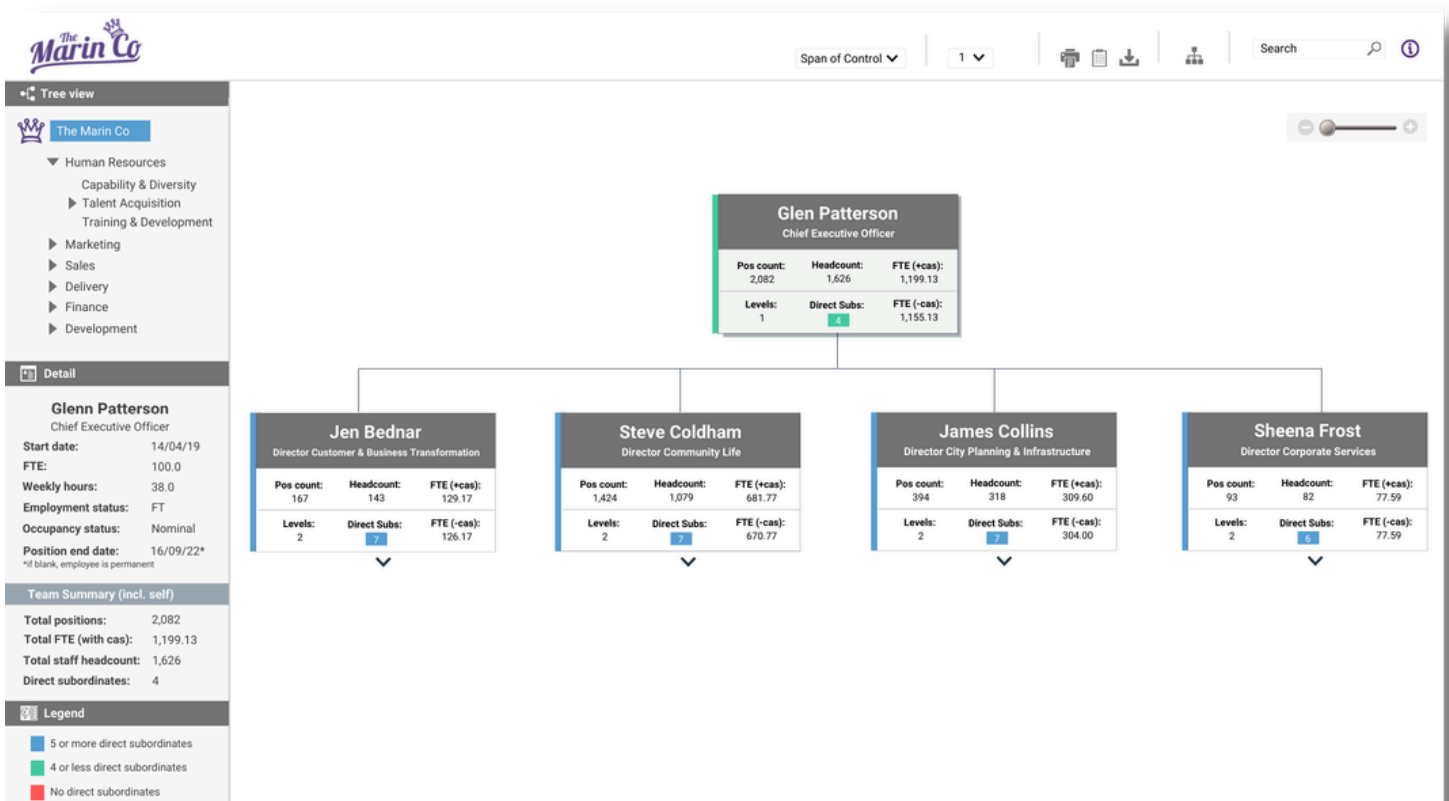 The
Marin Co
Span of Control
1
Search
Tree view
The Marin Co
Human Resources
Capability & Diversity
Talent Acquisition
Training & Development
Marketing
Sales
Delivery
Finance
Development
Detail
Glenn Patterson
Chief Executive Officer
Start date: 14/04/19
FTE: 100.0
Weekly hours: 38.0
Employment status: FT
Occupancy status: Nominal
Position end date: 16/09/22*
*if blank, employee is permanent
Team Summary (incl. self)
Total positions: 2,082
Total FTE (with cas): 1,199.13
Total staff headcount: 1,626
Direct subordinates: 4
Legend
5 or more direct subordinates
4 or less direct subordinates
No direct subordinates
Glen Patterson
Chief Executive Officer
Pos count: Headcount: FTE (+cas):
2,082 1,626 1,199.13
Levels: Direct Subs: FTE (-cas):
1 4 1,155.13
Jen Bednar
Director Customer & Business Transformation
Pos count: Headcount: FTE (+cas):
167 143 129.17
Levels: Direct Subs: FTE (-cas):
2 7 126.17
Steve Coldham
Director Community Life
Pos count: Headcount: FTE (+cas):
1,424 1,079 681.77
Levels: Direct Subs: FTE (-cas):
2 7 670.77
James Collins
Director City Planning & Infrastructure
Pos count: Headcount: FTE (+cas):
394 318 309.60
Levels: Direct Subs: FTE (-cas):
2 7 304.00
Sheena Frost
Director Corporate Services
Pos count: Headcount: FTE (+cas):
93 82 77.59
Levels: Direct Subs: FTE (-cas):
2 6 77.59